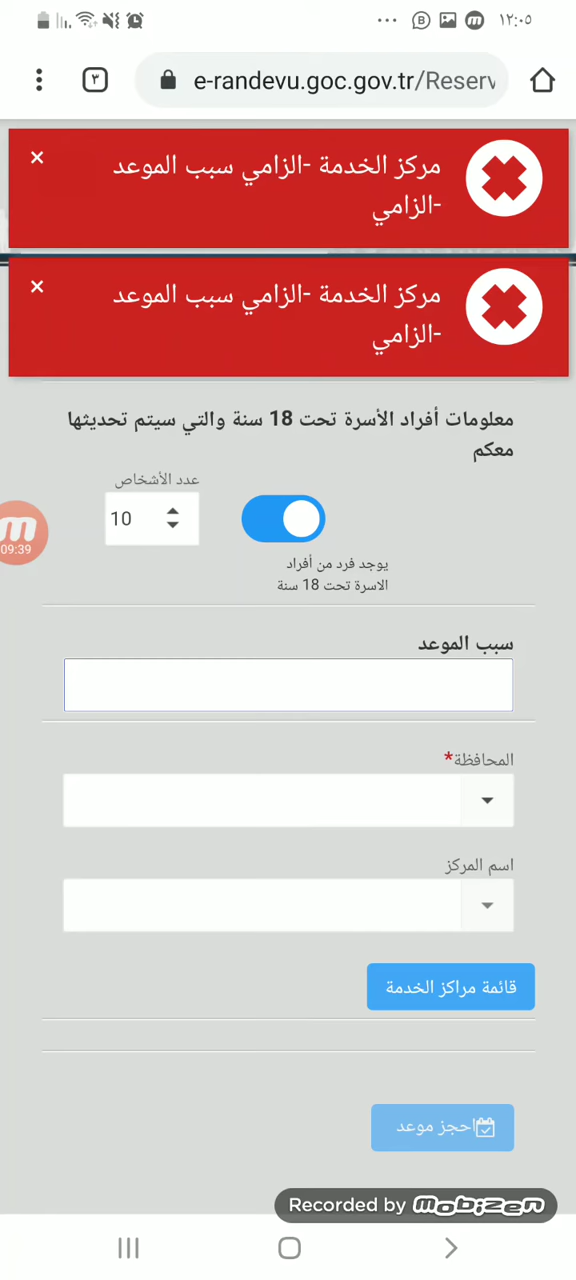 ١٢:٠٥
٣
e-randevu.goc.gov.tr/Reserv
× مركز الخدمة -الزامي سبب الموعد
-الزامي
× مركز الخدمة -الزامي سبب الموعد
-الزامي
معلومات أفراد الأسرة تحت 18 سنة والتي سيتم تحديثها
معكم
عدد الأشخاص
10
09:39
يوجد فرد من أفراد
الاسرة تحت 18 سنة
سبب الموعد
المحافظة*
اسم المركز
قائمة مراكز الخدمة
احجز موعد
Recorded by mobizen